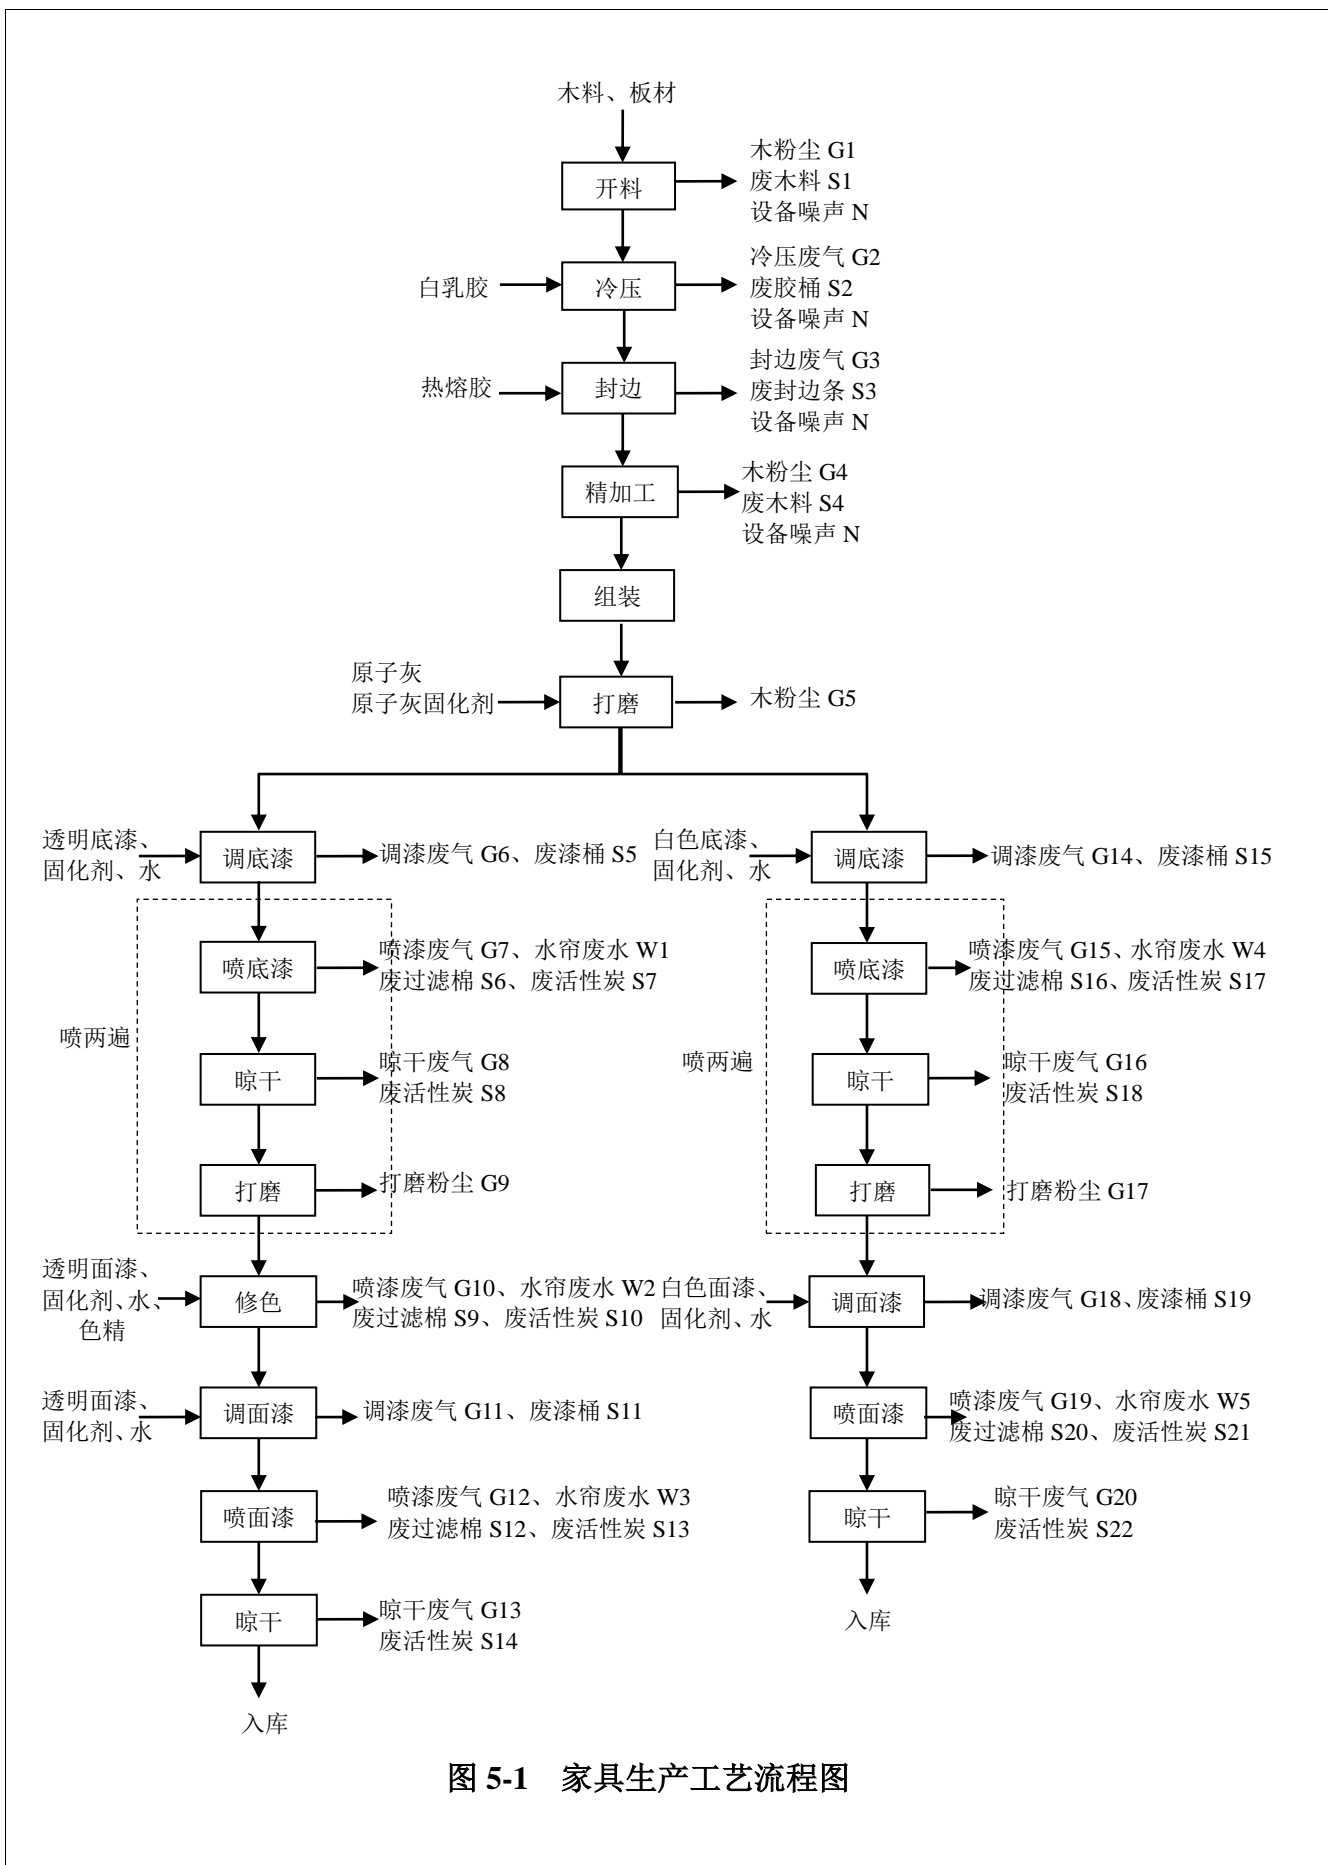 木料、板材
开料
木粉尘 G1
废木料 S1
设备噪声 N
白乳胶
冷压
冷压废气 G2
废胶桶 S2
设备噪声 N
热熔胶
封边
封边废气 G3
废封边条 S3
设备噪声 N
精加工
木粉尘 G4
废木料 S4
设备噪声 N
组装
原子灰
原子灰固化剂
打磨
木粉尘 G5
透明底漆、
固化剂、水
调底漆
调漆废气 G6、废漆桶 S5
喷两遍
喷底漆
喷漆废气 G7、水帘废水 W1
废过滤棉 S6、废活性炭 S7
晾干
晾干废气 G8
废活性炭 S8
打磨
打磨粉尘 G9
透明面漆、
固化剂、水、
色精
修色
喷漆废气 G10、水帘废水 W2
废过滤棉 S9、废活性炭 S10
透明面漆、
固化剂、水
调面漆
调漆废气 G11、废漆桶 S11
喷面漆
喷漆废气 G12、水帘废水 W3
废过滤棉 S12、废活性炭 S13
晾干
晾干废气 G13
废活性炭 S14
入库
白色底漆、
固化剂、水
调底漆
调漆废气 G14、废漆桶 S15
喷两遍
喷底漆
喷漆废气 G15、水帘废水 W4
废过滤棉 S16、废活性炭 S17
晾干
晾干废气 G16
废活性炭 S18
打磨
打磨粉尘 G17
白色面漆、
固化剂、水
调面漆
调漆废气 G18、废漆桶 S19
喷面漆
喷漆废气 G19、水帘废水 W5
废过滤棉 S20、废活性炭 S21
晾干
晾干废气 G20
废活性炭 S22
入库
图 5-1 家具生产工艺流程图